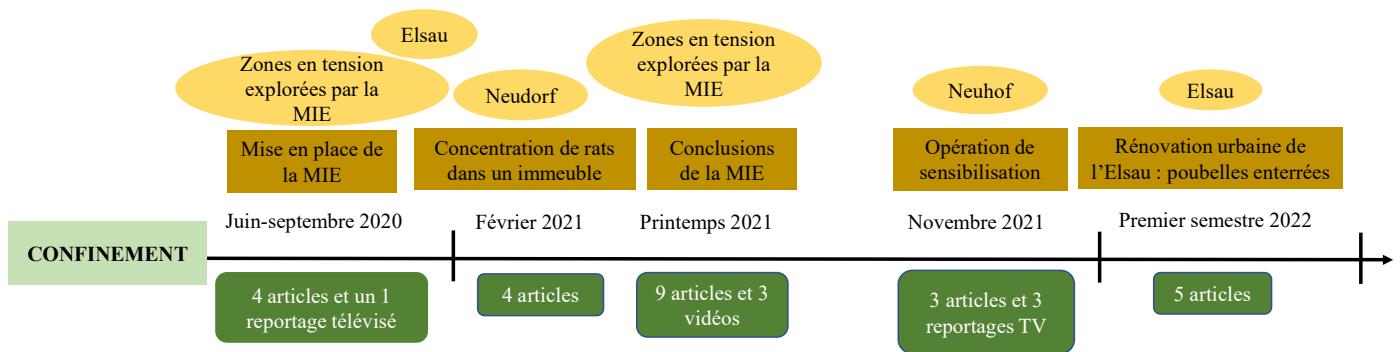 Elsau
Zones en tension
explorées par la
MIE
Zones en tension
explorées par la
MIE
Neudorf
Neuhof
Elsau
Mise en place de
la MIE
Concentration de rats
dans un immeuble
Conclusions
de la MIE
Opération de
sensibilisation
Rénovation urbaine de
l’Elsau : poubelles enterrées
Juin-septembre 2020
Février 2021
Printemps 2021
Novembre 2021
Premier semestre 2022
CONFINEMENT
4 articles et un 1
reportage télévisé
4 articles
9 articles et 3
vidéos
3 articles et 3
reportages TV
5 articles